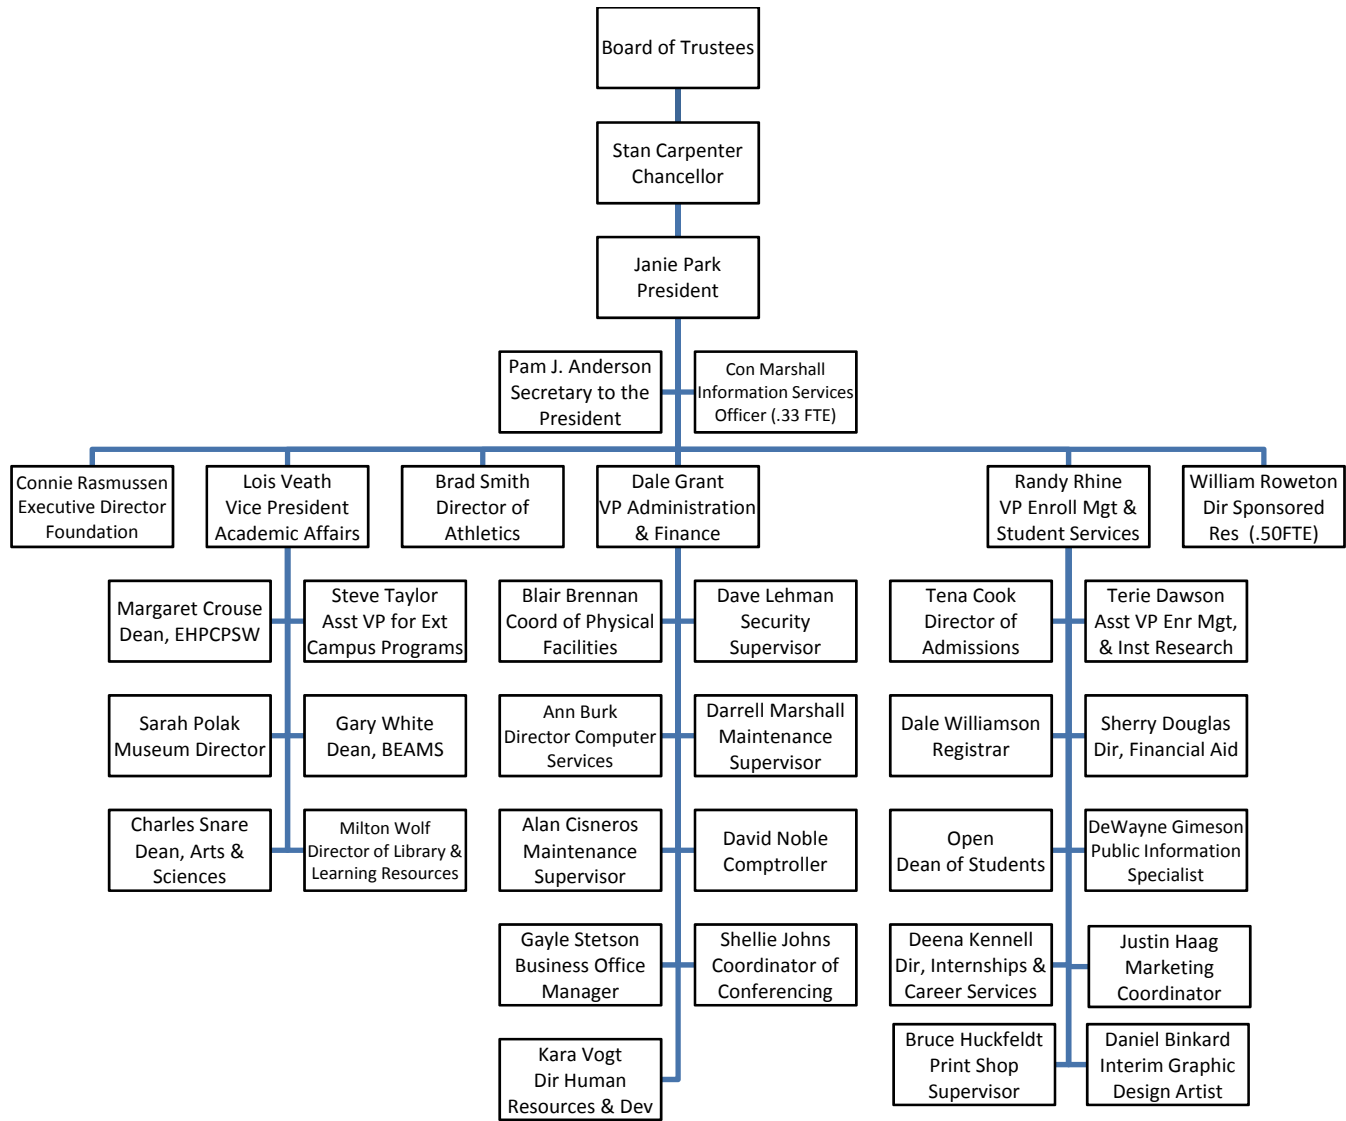 Board of Trustees
Stan Carpenter
Chancellor
Janie Park
President
Pam J. Anderson
Secretary to the
President
Con Marshall
Information Services
Officer (.33 FTE)
Connie Rasmussen
Executive Director
Foundation
Lois Veath
Vice President
Academic Affairs
Brad Smith
Director of
Athletics
Dale Grant
VP Administration
& Finance
Randy Rhine
VP Enroll Mgt &
Student Services
William Roweton
Dir Sponsored
Res (.50FTE)
Margaret Crouse
Dean, EHPCPSW
Steve Taylor
Asst VP for Ext
Campus Programs
Blair Brennan
Coord of Physical
Facilities
Dave Lehman
Security
Supervisor
Tena Cook
Director of
Admissions
Terie Dawson
Asst VP Enr Mgt,
& Inst Research
Sarah Polak
Museum Director
Gary White
Dean, BEAMS
Ann Burk
Director Computer
Services
Darrell Marshall
Maintenance
Supervisor
Dale Williamson
Registrar
Sherry Douglas
Dir, Financial Aid
Charles Snare
Dean, Arts &
Sciences
Milton Wolf
Director of Library &
Learning Resources
Alan Cisneros
Maintenance
Supervisor
David Noble
Comptroller
Open
Dean of Students
DeWayne Gimeson
Public Information
Specialist
Gayle Stetson
Business Office
Manager
Shellie Johns
Coordinator of
Conferencing
Deena Kennell
Dir, Internships &
Career Services
Justin Haag
Marketing
Coordinator
Kara Vogt
Dir Human
Resources & Dev
Bruce Huckfeldt
Print Shop
Supervisor
Daniel Binkard
Interim Graphic
Design Artist